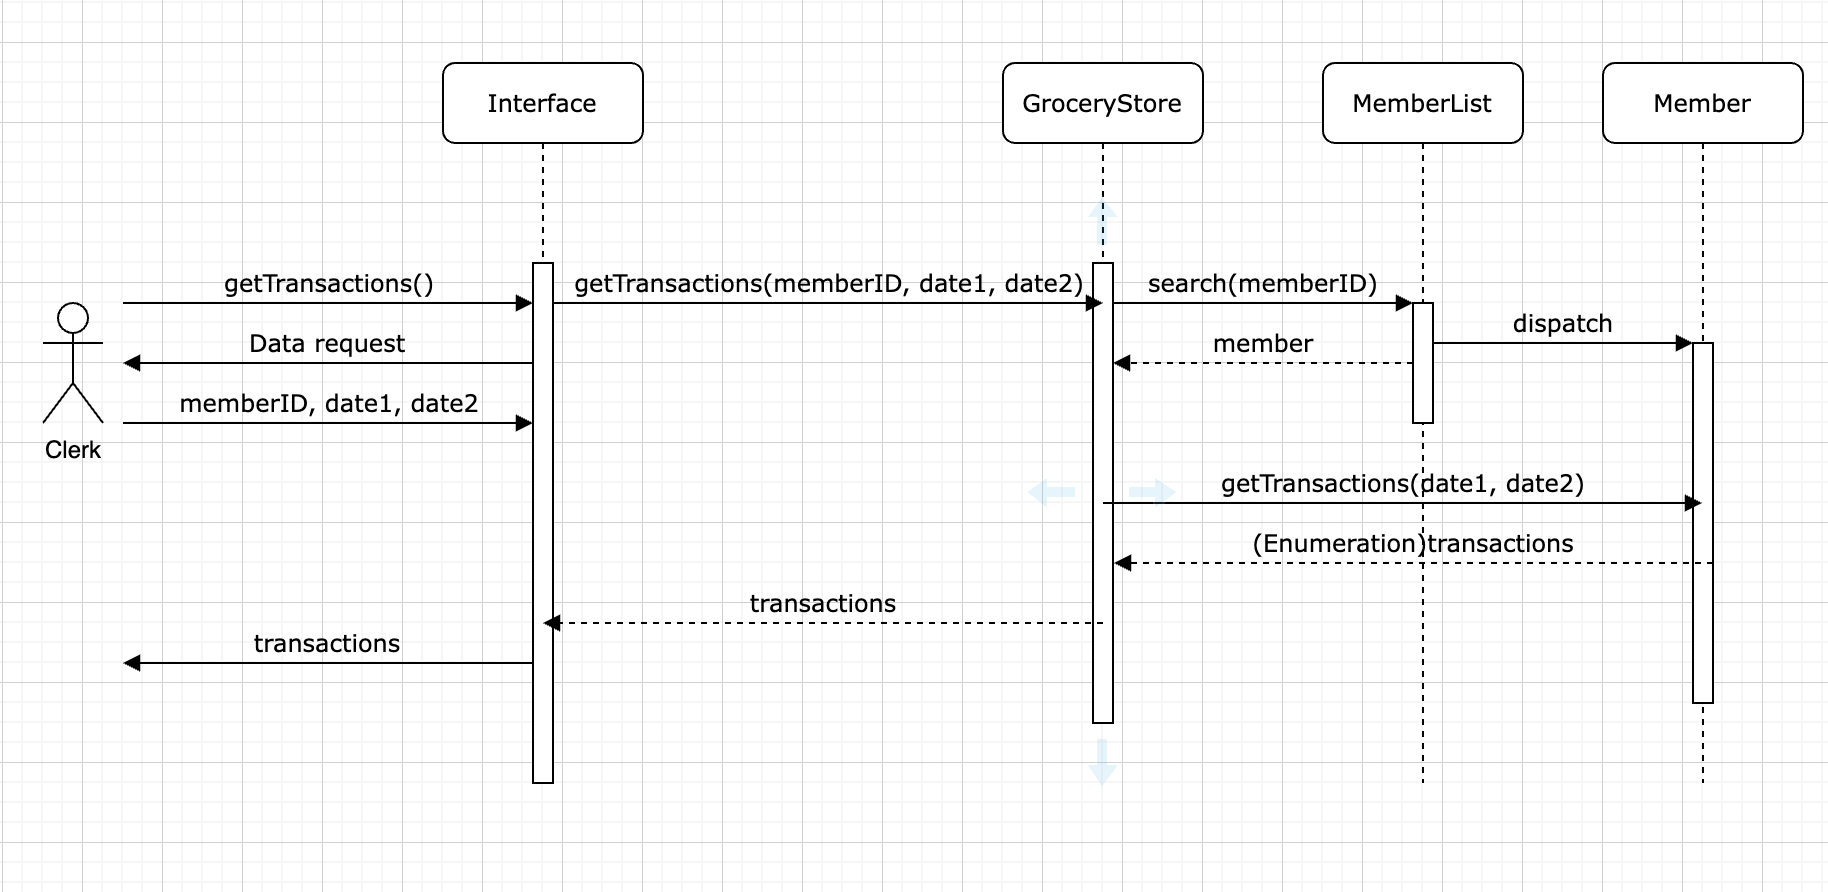 Interface
GroceryStore
MemberList
Member
getTransactions()
getTransactions(memberID, date1, date2)
search(memberID)
dispatch
Data request
member
memberID, date1, date2
Clerk
getTransactions(date1, date2)
(Enumeration)transactions
transactions
transactions